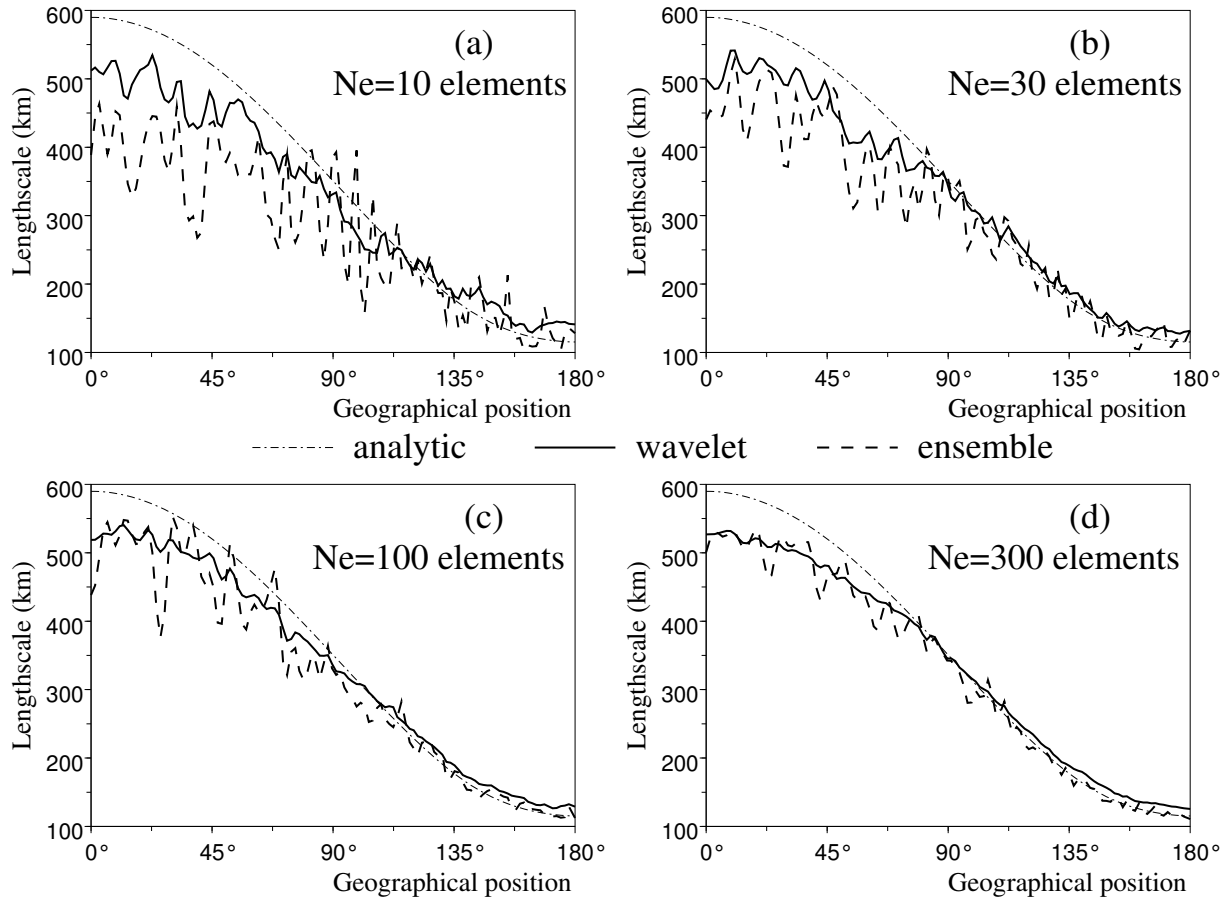 600
500
400
300
200
100
Lengthscale (km)
(a)
Ne=10 elements
0° 45° 90° 135° 180°
Geographical position
600
500
400
300
200
100
Lengthscale (km)
(b)
Ne=30 elements
0° 45° 90° 135° 180°
Geographical position
analytic wavelet ensemble
600
500
400
300
200
100
Lengthscale (km)
(c)
Ne=100 elements
0° 45° 90° 135° 180°
Geographical position
600
500
400
300
200
100
Lengthscale (km)
(d)
Ne=300 elements
0° 45° 90° 135° 180°
Geographical position